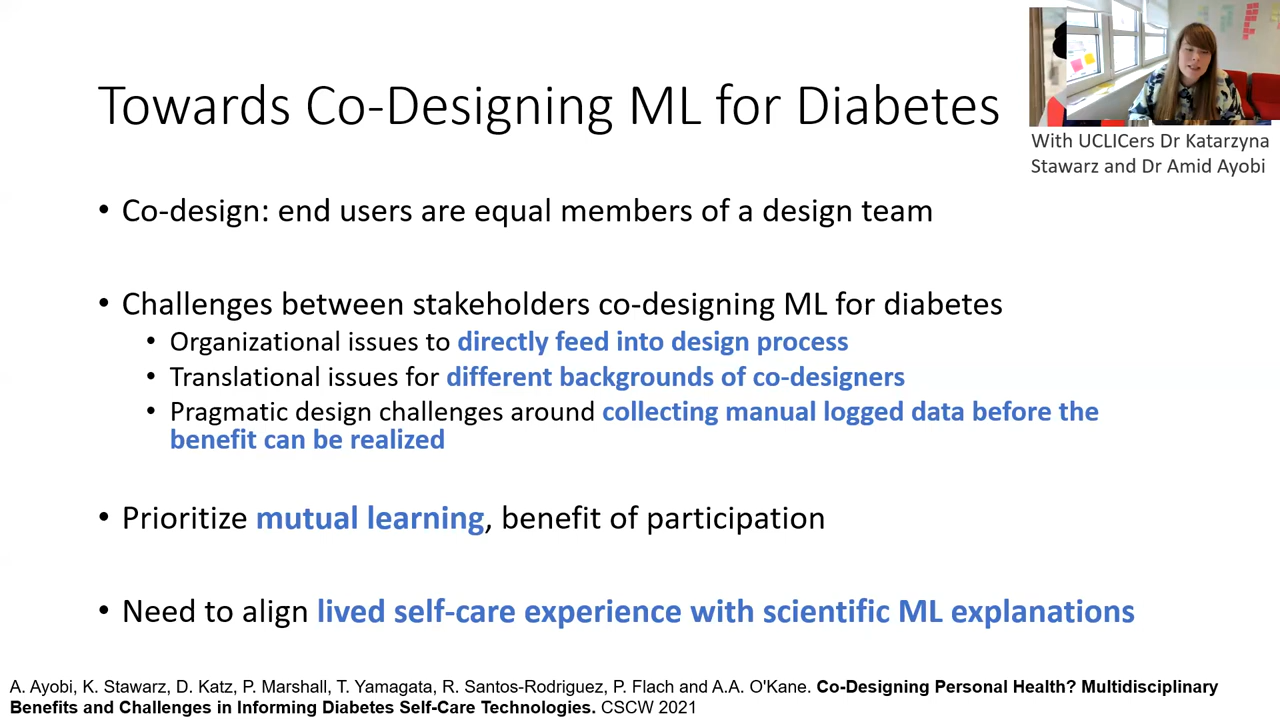 Towards Co-Designing ML for Diabetes
With UCLICers Dr Katarzyna
Stawarz and Dr Amid Ayobi
• Co-design: end users are equal members of a design team
• Challenges between stakeholders co-designing ML for diabetes
• Organizational issues to directly feed into design process
• Translational issues for different backgrounds of co-designers
• Pragmatic design challenges around collecting manual logged data before the
benefit can be realized
• Prioritize mutual learning, benefit of participation
• Need to align lived self-care experience with scientific ML explanations
A. Ayobi, K. Stawarz, D. Katz, P. Marshall, T. Yamagata, R. Santos-Rodriguez, P. Flach and A.A. O'Kane. Co-Designing Personal Health? Multidisciplinary
Benefits and Challenges in Informing Diabetes Self-Care Technologies. CSCW 2021